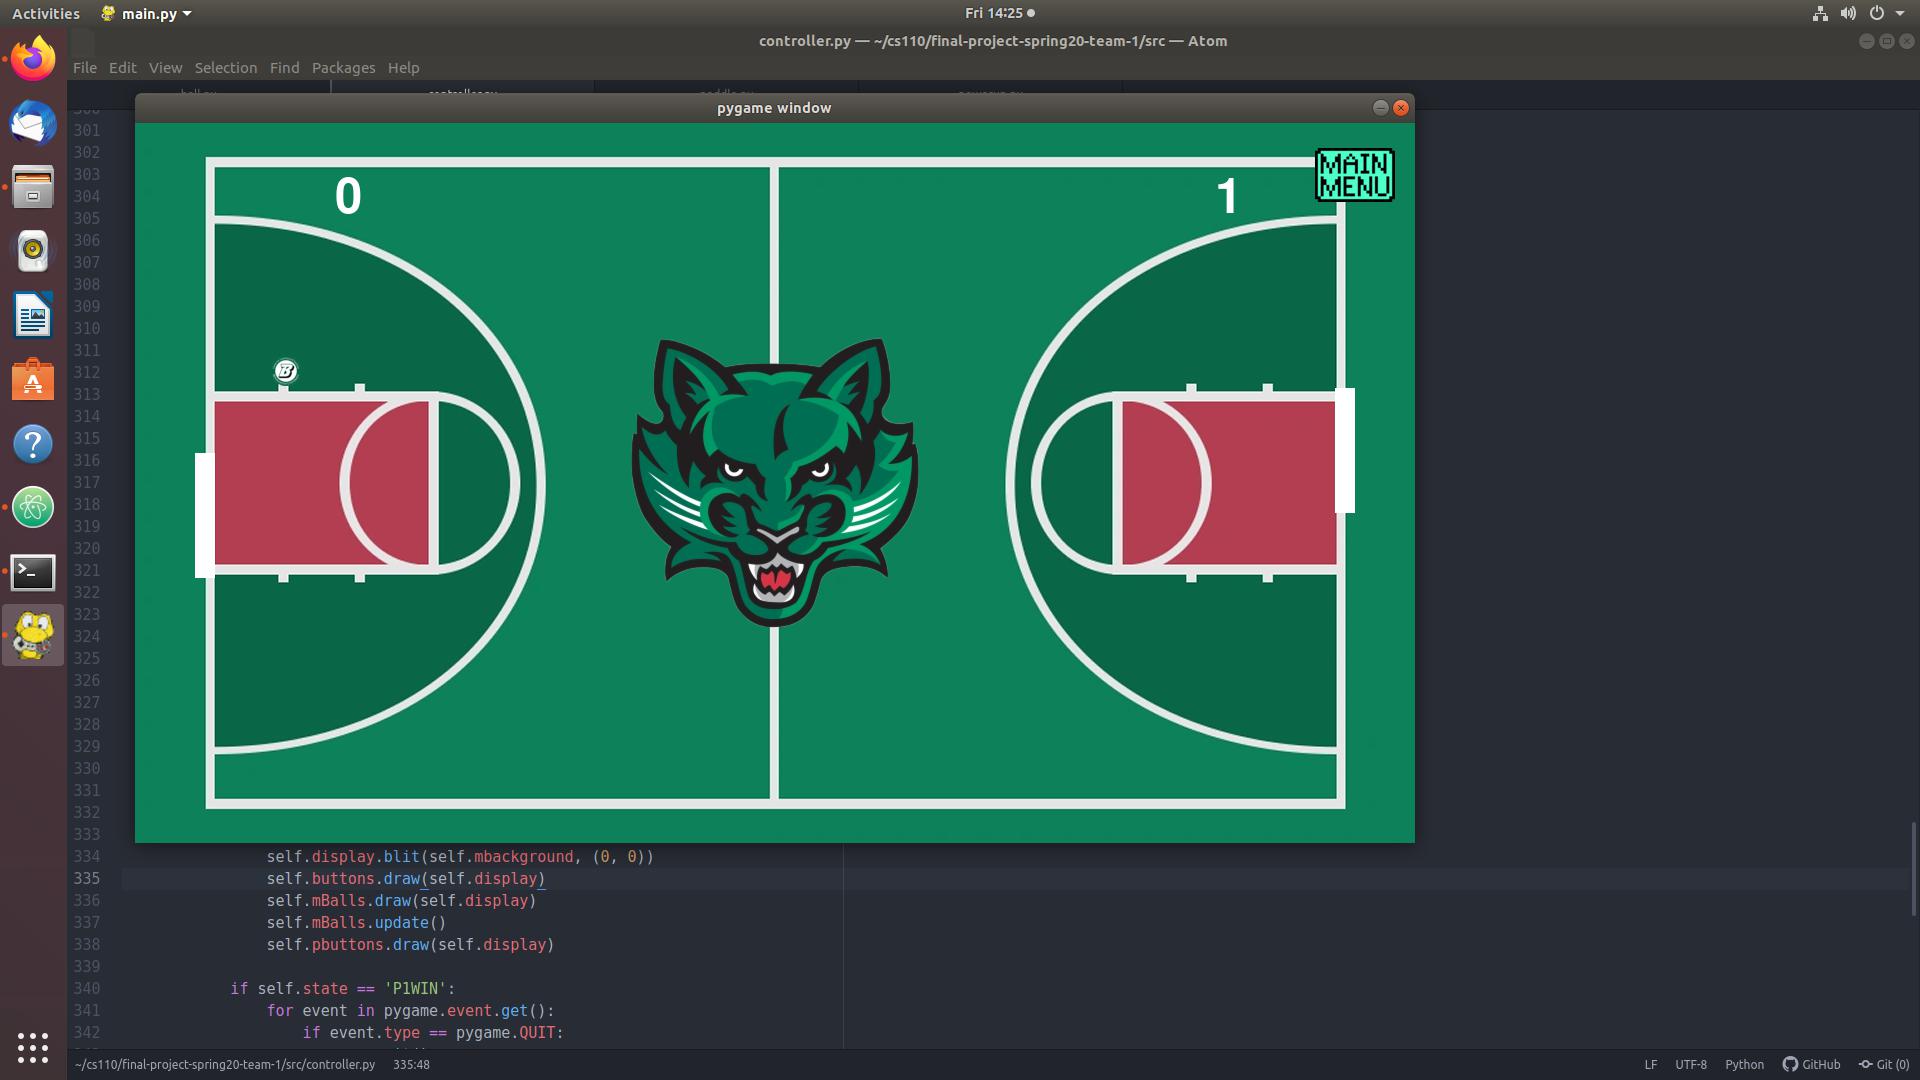 Activities
main.py
Fri 14:25
controller.py — ~/cs110/final-project-spring20-team-1/src — Atom
File Edit View Selection Find Packages Help
pygame window
MAIN
MENU
0
1
B
301
302
303
304
305
306
307
308
309
310
311
312
313
314
315
316
317
318
319
320
321
322
323
324
325
326
327
328
329
330
331
332
333
334 self.display.blit(self.mbackground, (0, 0))
335 self.buttons.draw(self.display)
336 self.mBalls.draw(self.display)
337 self.mBalls.update()
338 self.pbuttons.draw(self.display)
339
340 if self.state == 'P1WIN':
341 for event in pygame.event.get():
342 if event.type == pygame.QUIT:
~/cs110/final-project-spring20-team-1/src/controller.py 335:48
LF UTF-8 Python GitHub Git (0)